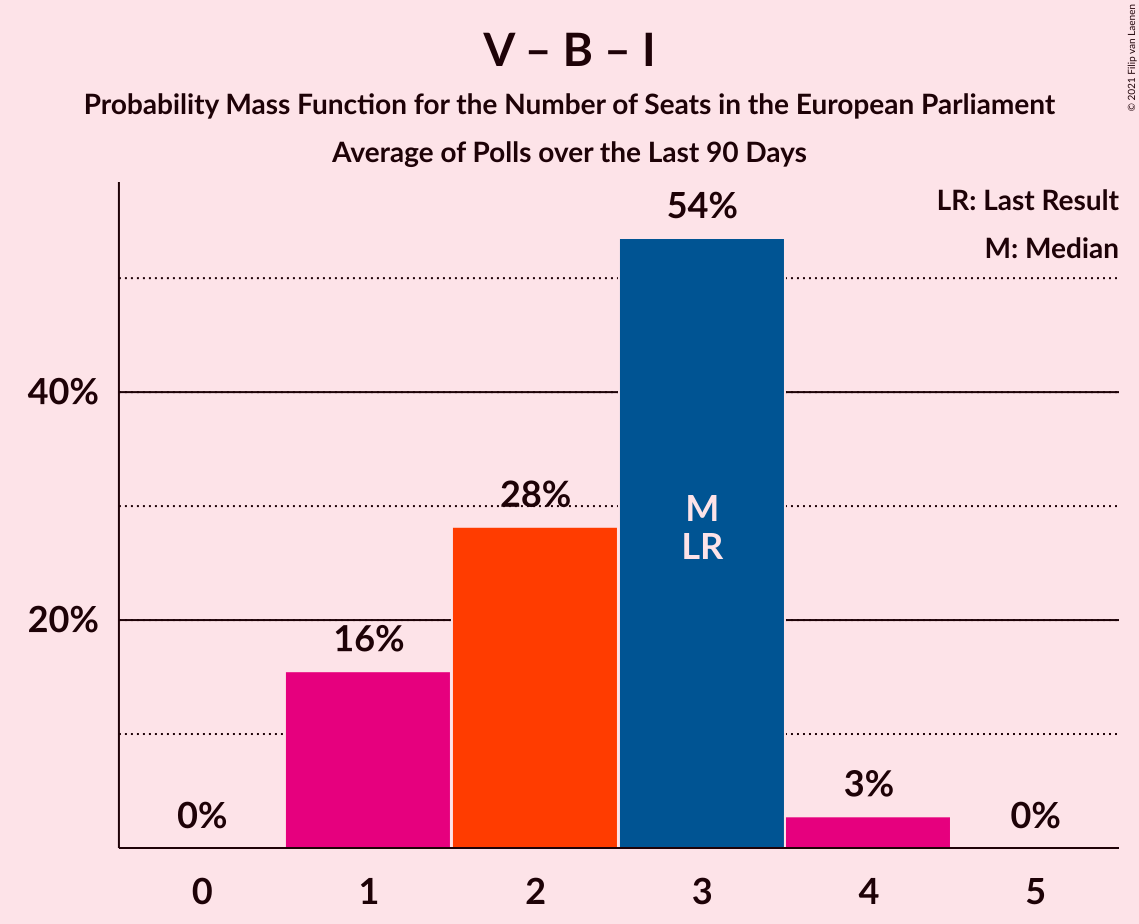 V – B – I
Probability Mass Function for the Number of Seats in the European Parliament
Average of Polls over the Last 90 Days
© 2021 Filip van Laenen
LR: Last Result
M: Median
54%
40%
28%
M
LR
20%
16%
3%
0%
0%
0 1 2 3 4 5